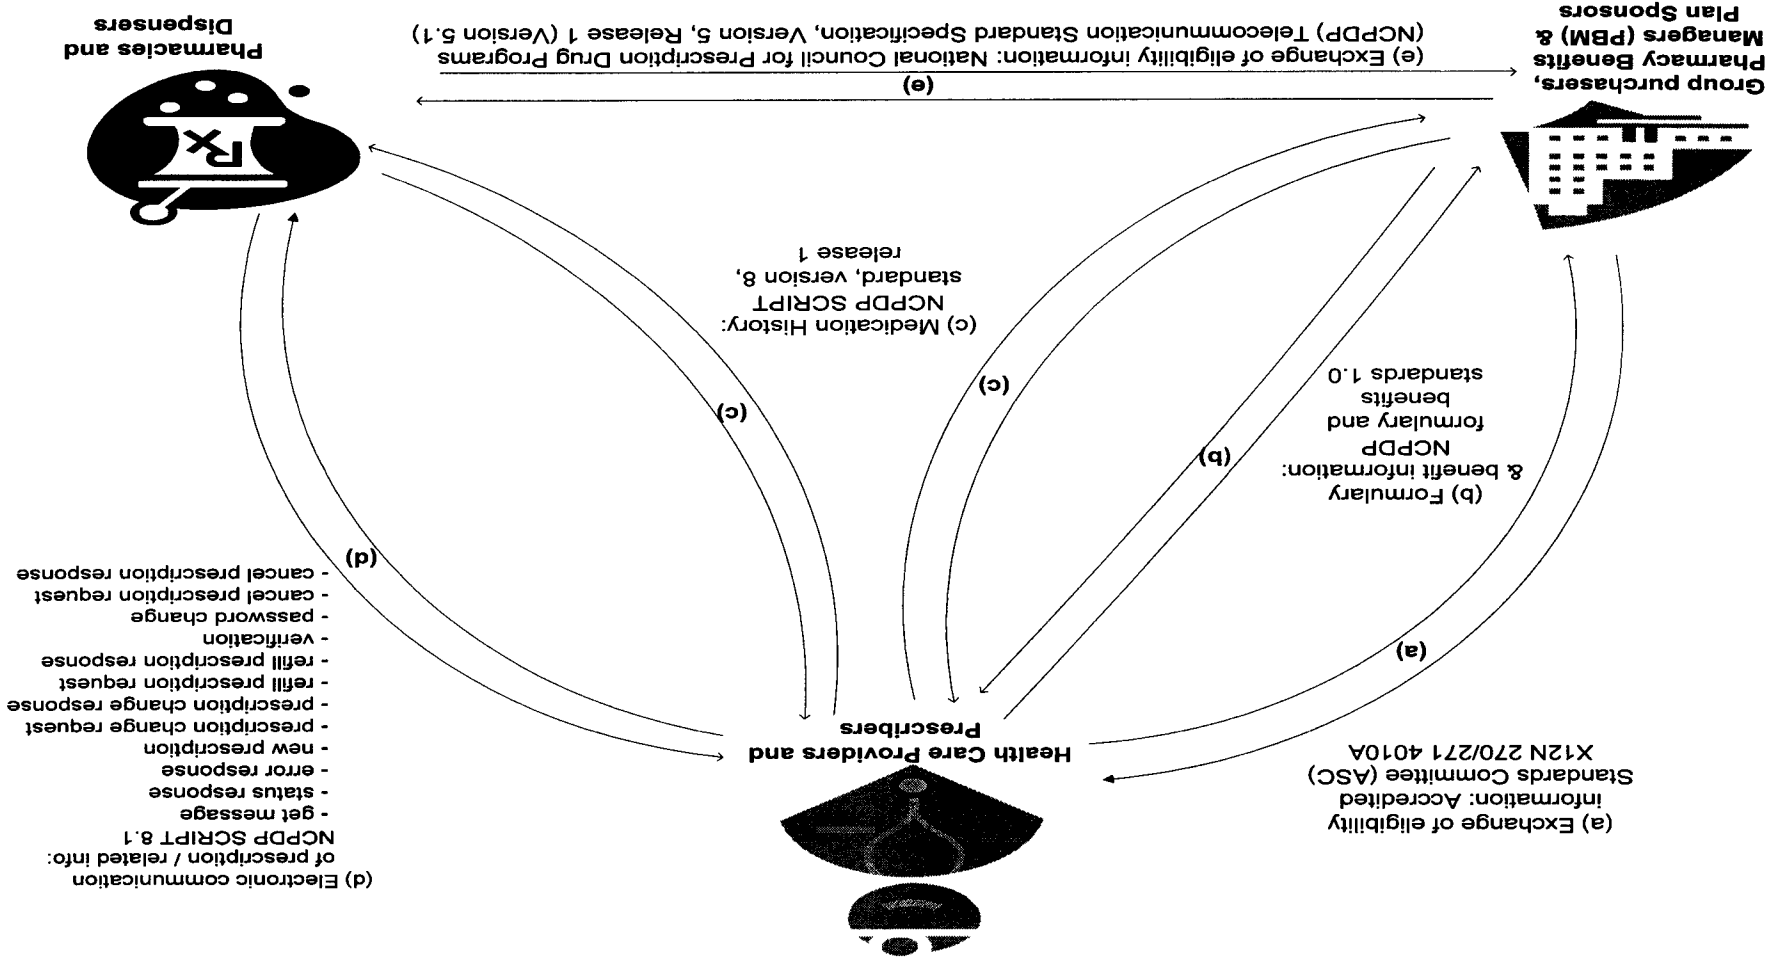 (a) Exchange of eligibility
information: Accredited
Standards Committee (ASC)
X12N 270/271 4010A
Health Care Providers and
Prescribers
(d) Electronic communication
of prescription / related info:
NCPDP SCRIPT 8.1
- get message
- status response
- error response
- new prescription
- prescription change request
- prescription change response
- refill prescription request
- refill prescription response
- verification
- password change
- cancel prescription request
- cancel prescription response
(a)
(d)
(b) Formulary
& benefit information:
NCPDP
formulary and
benefits
standards 1.0
(b)
(c)
(c)
(c) Medication History:
NCPDP SCRIPT
standard, version 8,
release 1
Rx
Group purchasers,
Pharmacy Benefits
Managers (PBM) &
Plan Sponsors
(e)
(e) Exchange of eligibility information: National Council for Prescription Drug Programs
(NCPDP) Telecommunication Standard Specification, Version 5, Release 1 (Version 5.1)
Pharmacies and
Dispensers